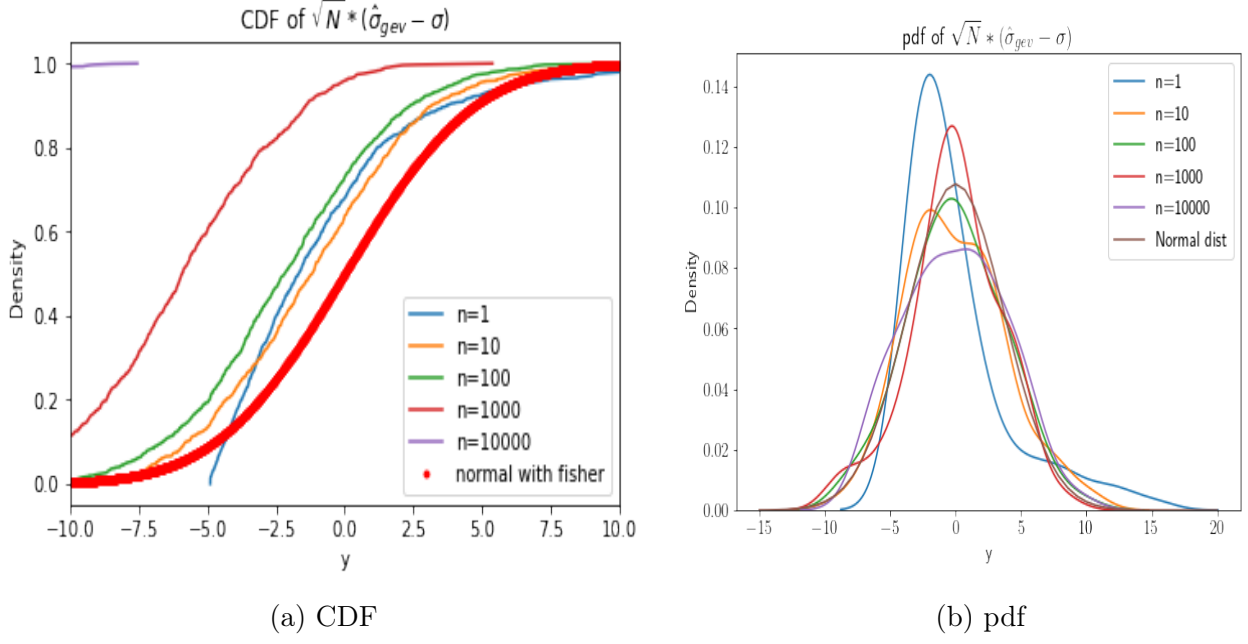 CDF of √N * (σ̂gev − σ)
1.0
0.8
0.6
0.4
0.2
0.0
Density
−10.0
−7.5
−5.0
−2.5
0.0
2.5
5.0
7.5
10.0
y
n=1
n=10
n=100
n=1000
n=10000
normal with fisher
(a) CDF
pdf of √N * (σ̂gev − σ)
0.14
0.12
0.10
0.08
0.06
0.04
0.02
0.00
Density
−15
−10
−5
0
5
10
15
20
y
n=1
n=10
n=100
n=1000
n=10000
Normal dist
(b) pdf